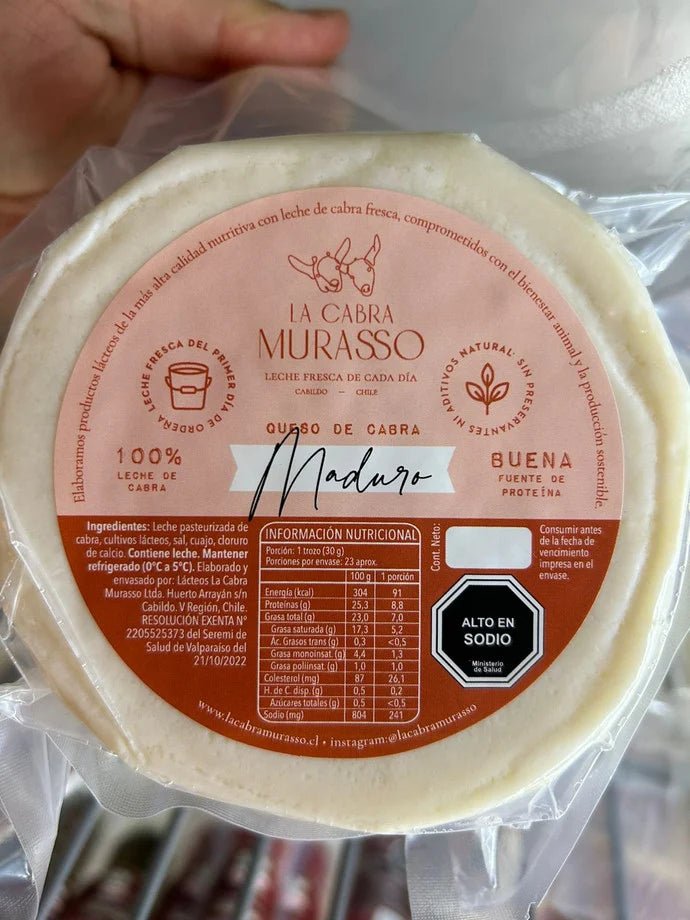 Elaboramos productos lácteos de la más alta calidad nutritiva con leche de cabra fresca, comprometidos con el bienestar animal y la producción sostenible.
LA CABRA
MURASSO
LECHE FRESCA DE CADA DÍA
CABILDO — CHILE
LECHE FRESCA DEL PRIMER DÍA DE ORDEÑA
NATURAL · SIN PRESERVANTES NI ADITIVOS
QUESO DE CABRA
Maduro
100%
LECHE DE
CABRA
BUENA
FUENTE DE
PROTEÍNA
Ingredientes: Leche pasteurizada de
cabra, cultivos lácteos, sal, cuajo, cloruro
de calcio. Contiene leche. Mantener
refrigerado (0°C a 5°C). Elaborado y
envasado por: Lácteos La Cabra
Murasso Ltda. Huerto Arrayán s/n
Cabildo. V Región, Chile.
RESOLUCIÓN EXENTA N°
2205525373 del Seremi de
Salud de Valparaíso del
21/10/2022
INFORMACIÓN NUTRICIONAL
Porción: 1 trozo (30 g)
Porciones por envase: 23 aprox.
100 g 1 porción
Energía (kcal) 304 91
Proteínas (g) 25,3 8,8
Grasa total (g) 23,0 7,0
Grasa saturada (g) 17,3 5,2
Ac. Grasos trans (g) 0,3 <0,5
Grasa monoinsat. (g) 4,4 1,3
Grasa poliinsat. (g) 1,0 1,0
Colesterol (mg) 87 26,1
H. de C. disp. (g) 0,5 0,2
Azúcares totales (g) 0,5 <0,5
Sodio (mg) 804 241
Cont. Neto:
Consumir antes
de la fecha de
vencimiento
impresa en el
envase.
ALTO EN
SODIO
Ministerio
de Salud
www.lacabramurasso.cl • instagram:@lacabramurasso